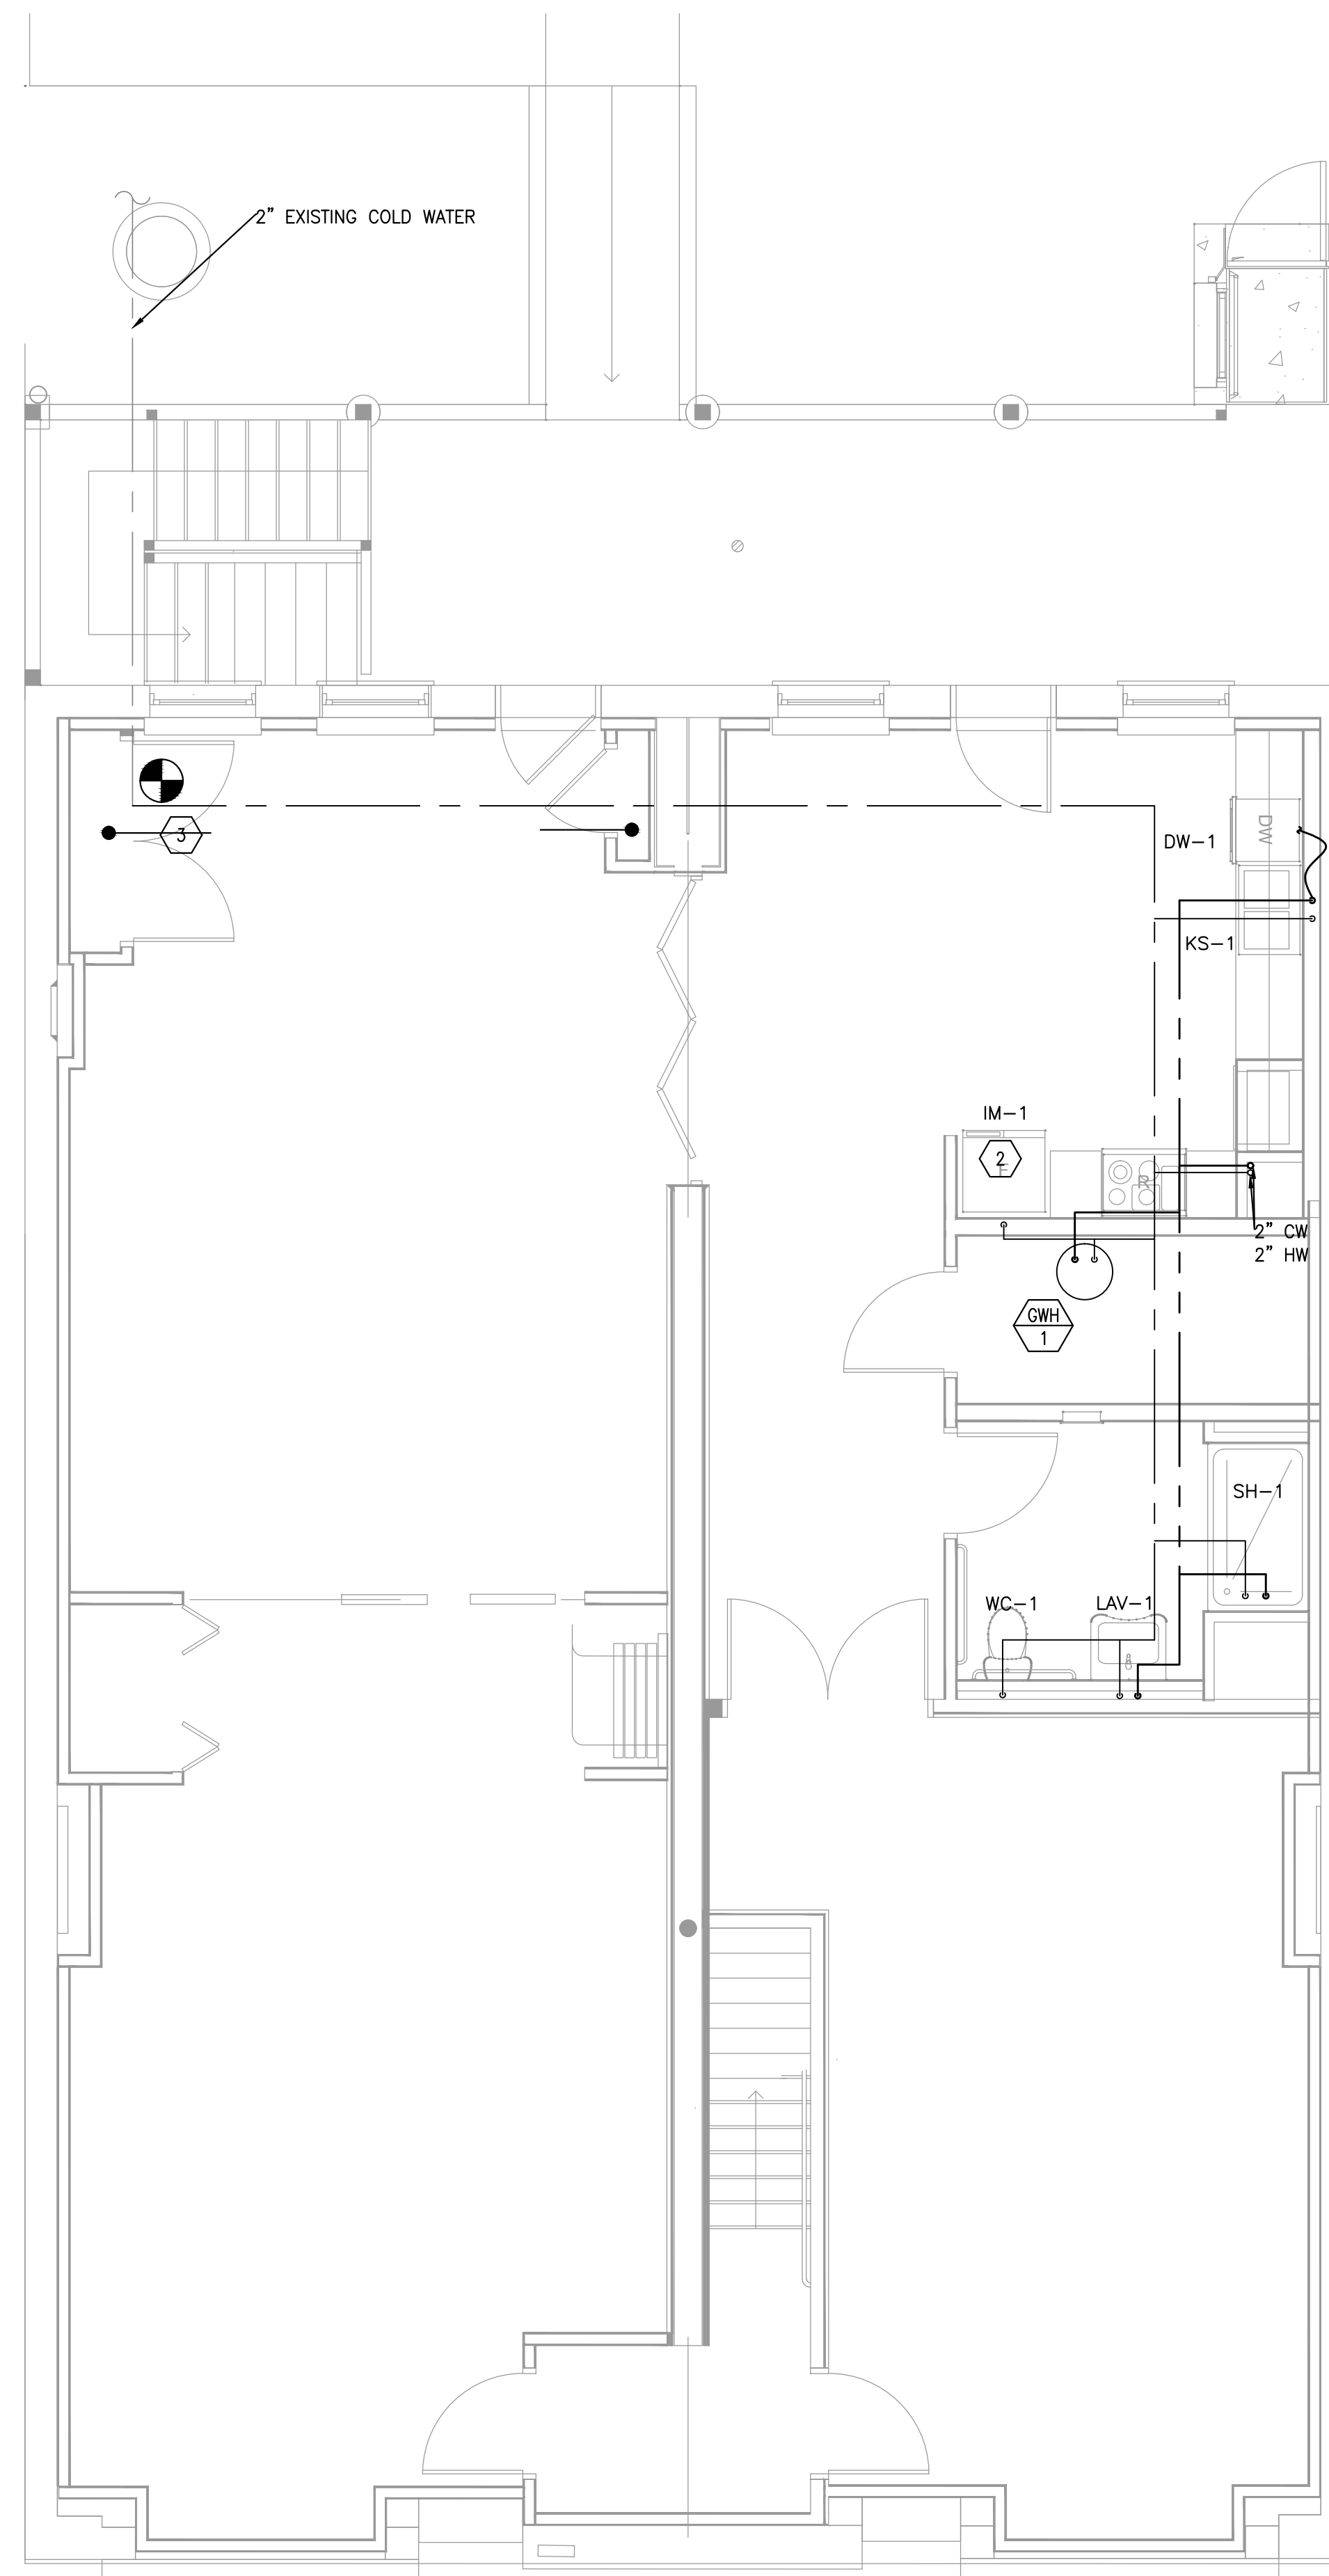 2” EXISTING COLD WATER
3
DW-1
DW
KS-1
IM-1
2
F
R
2” CW
2” HW
GWH
1
SH-1
WC-1
LAV-1